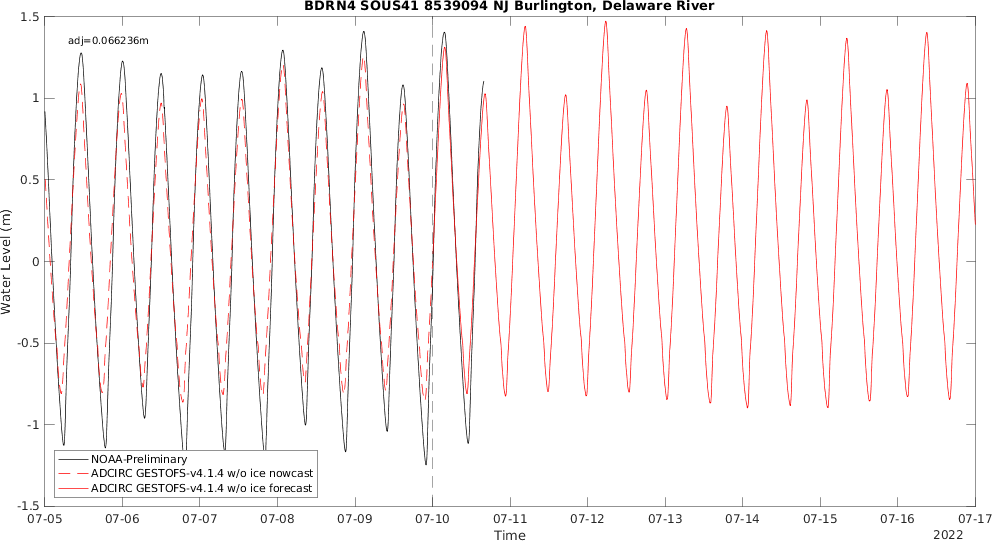 BDRN4 SOUS41 8539094 NJ Burlington, Delaware River
adj=0.066236m
1.5
1
0.5
0
-0.5
-1
-1.5
Water Level (m)
NOAA-Preliminary
ADCIRC GESTOFS-v4.1.4 w/o ice nowcast
ADCIRC GESTOFS-v4.1.4 w/o ice forecast
07-05 07-06 07-07 07-08 07-09 07-10 07-11 07-12 07-13 07-14 07-15 07-16 07-17
Time
2022